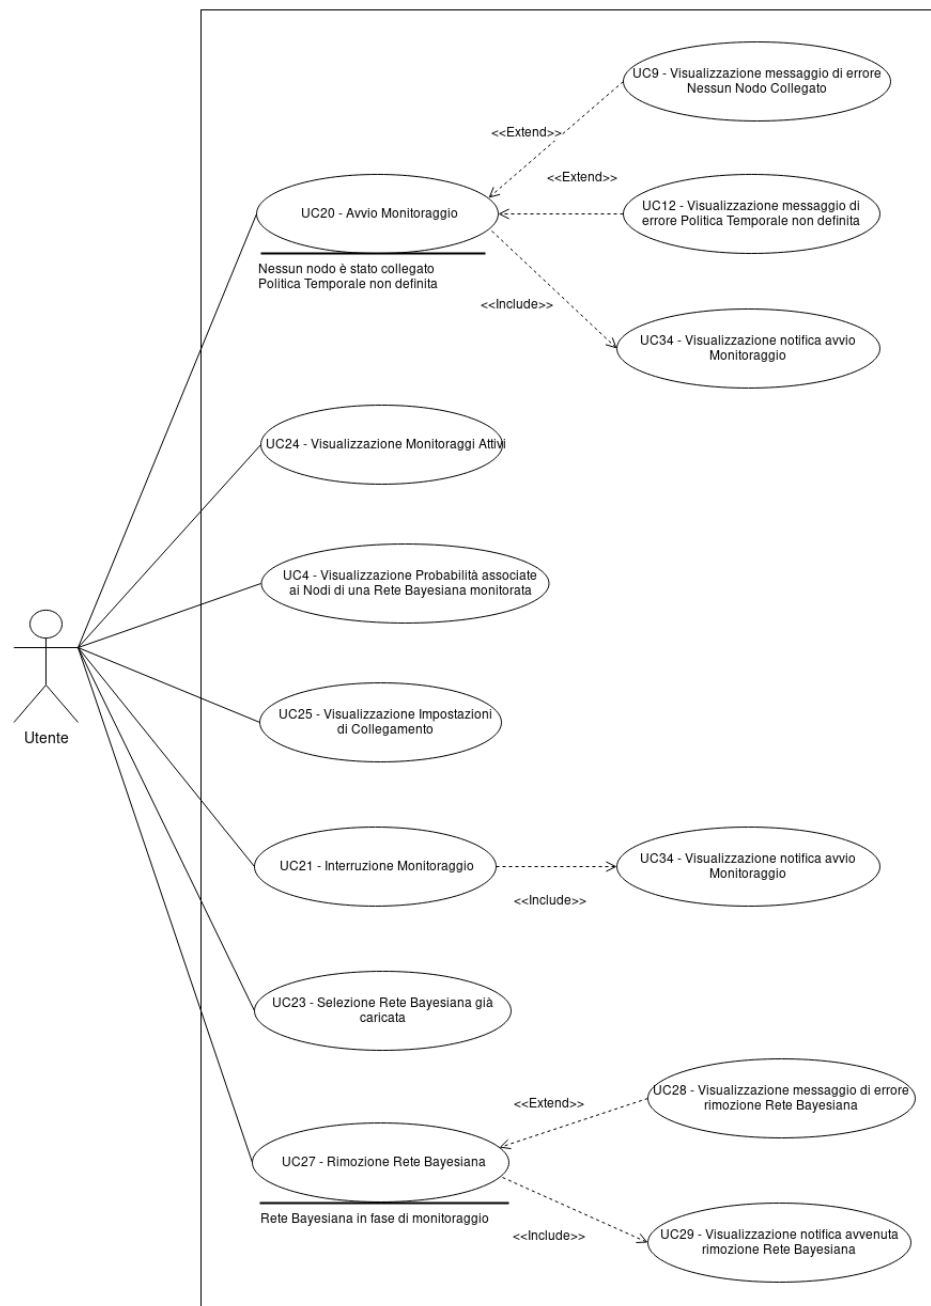 UC9 - Visualizzazione messaggio di errore
Nessun Nodo Collegato
<<Extend>>
<<Extend>>
UC20 - Avvio Monitoraggio
UC12 - Visualizzazione messaggio di
errore Politica Temporale non definita
Nessun nodo è stato collegato
Politica Temporale non definita
<<Include>>
UC34 - Visualizzazione notifica avvio
Monitoraggio
UC24 - Visualizzazione Monitoraggi Attivi
UC4 - Visualizzazione Probabilità associate
ai Nodi di una Rete Bayesiana monitorata
UC25 - Visualizzazione Impostazioni
di Collegamento
Utente
UC21 - Interruzione Monitoraggio
UC34 - Visualizzazione notifica avvio
Monitoraggio
<<Include>>
UC23 - Selezione Rete Bayesiana già
caricata
UC28 - Visualizzazione messaggio di errore
rimozione Rete Bayesiana
<<Extend>>
UC27 - Rimozione Rete Bayesiana
Rete Bayesiana in fase di monitoraggio
<<Include>>
UC29 - Visualizzazione notifica avvenuta
rimozione Rete Bayesiana